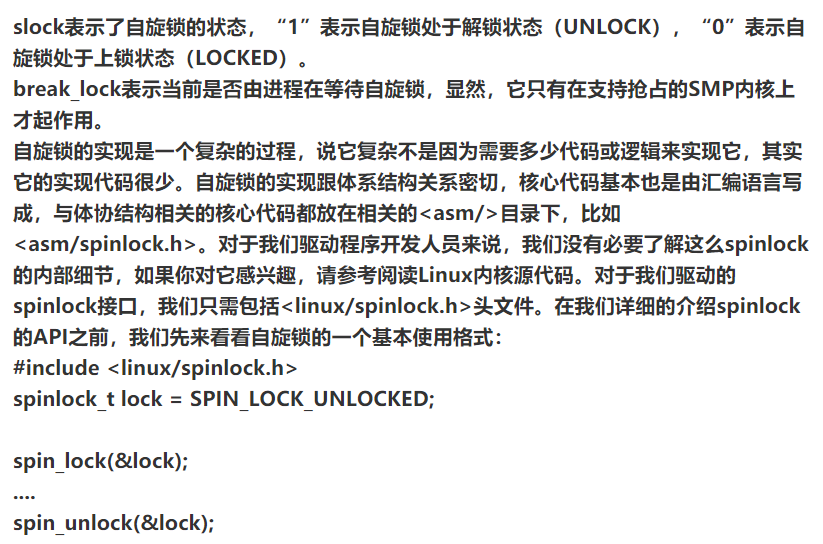 slock表示了自旋锁的状态，“1”表示自旋锁处于解锁状态（UNLOCK），“0”表示自
旋锁处于上锁状态（LOCKED）。
break_lock表示当前是否由进程在等待自旋锁，显然，它只有在支持抢占的SMP内核上
才起作用。
自旋锁的实现是一个复杂的过程，说它复杂不是因为需要多少代码或逻辑来实现它，其实
它的实现代码很少。自旋锁的实现跟体系结构关系密切，核心代码基本也是由汇编语言写
成，与体协结构相关的核心代码都放在相关的<asm/>目录下，比如
<asm/spinlock.h>。对于我们驱动程序开发人员来说，我们没有必要了解这么spinlock
的内部细节，如果你对它感兴趣，请参考阅读Linux内核源代码。对于我们驱动的
spinlock接口，我们只需包括<linux/spinlock.h>头文件。在我们详细的介绍spinlock
的API之前，我们先来看看自旋锁的一个基本使用格式：
#include <linux/spinlock.h>
spinlock_t lock = SPIN_LOCK_UNLOCKED;
spin_lock(&lock);
....
spin_unlock(&lock);